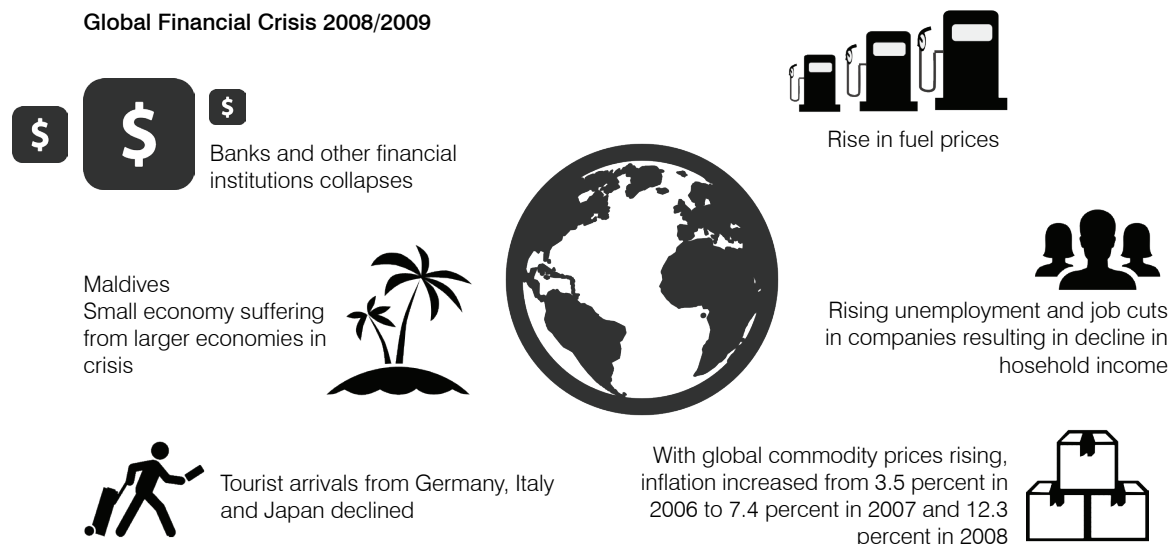 Global Financial Crisis 2008/2009
$
$
$
Banks and other financial
institutions collapses
Rise in fuel prices
Maldives
Small economy suffering
from larger economies in
crisis
Rising unemployment and job cuts
in companies resulting in decline in
hosehold income
Tourist arrivals from Germany, Italy
and Japan declined
With global commodity prices rising,
inflation increased from 3.5 percent in
2006 to 7.4 percent in 2007 and 12.3
percent in 2008